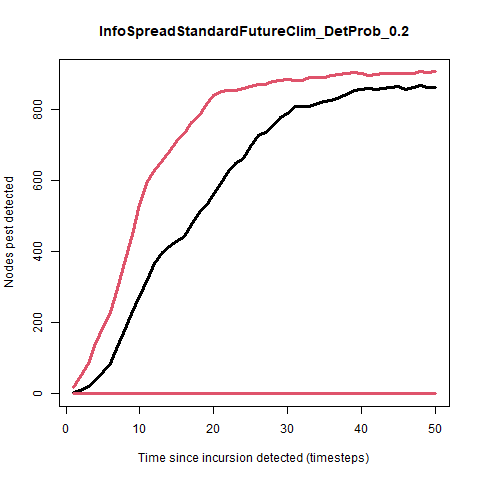 InfoSpreadStandardFutureClim_DetProb_0.2
Nodes pest detected
800
600
400
200
0
0 10 20 30 40 50
Time since incursion detected (timesteps)